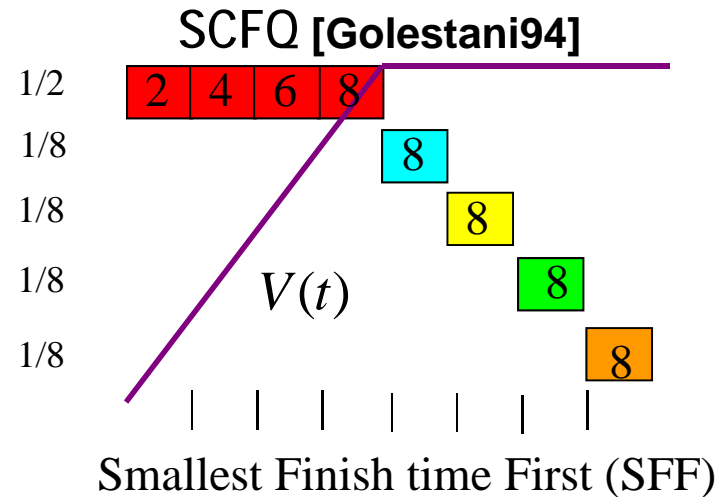 SCFQ [Golestani94]
1/2 2 4 6 8
1/8 8
1/8 8
1/8 V(t) 8
1/8 8
Smallest Finish time First (SFF)